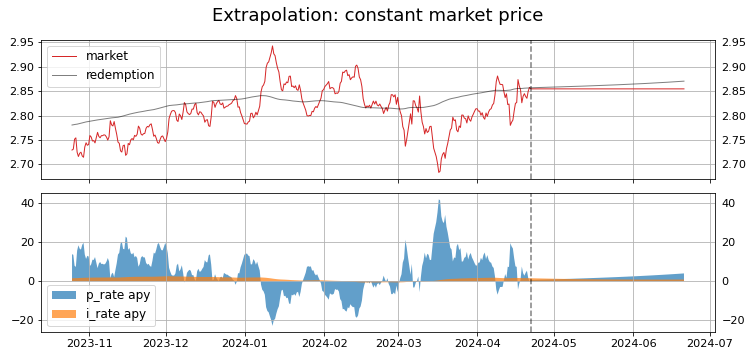 Extrapolation: constant market price
2.95 2.95
market
2.90 2.90
redemption
2.85 2.85
2.80 2.80
2.75 2.75
2.70 2.70
40 40
20 20
0 0
p_rate apy
i_rate apy
−20 −20
2023-11 2023-12 2024-01 2024-02 2024-03 2024-04 2024-05 2024-06 2024-07